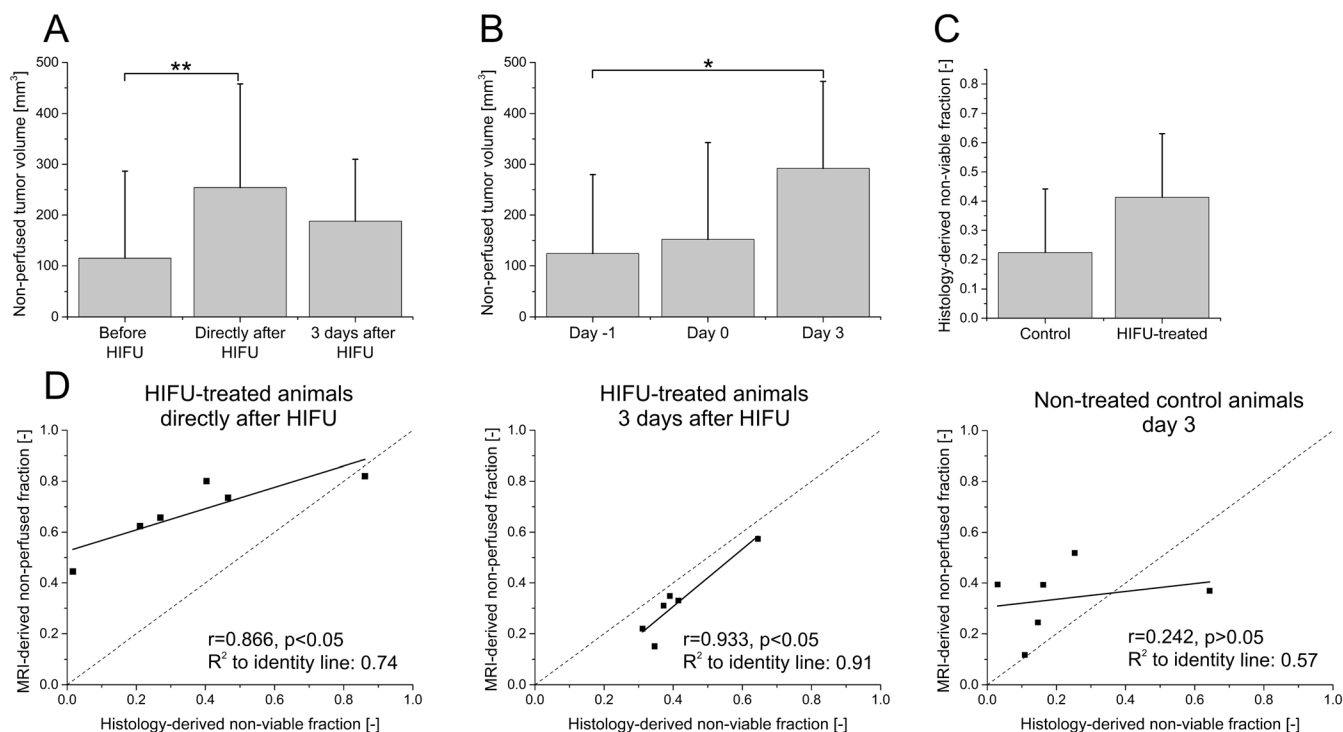 A
Non-perfused tumor volume [mm³]
500
400
300
200
100
0
**
Before HIFU
Directly after HIFU
3 days after HIFU
B
Non-perfused tumor volume [mm³]
500
400
300
200
100
0
*
Day -1
Day 0
Day 3
C
Histology-derived non-viable fraction [-]
0.8
0.7
0.6
0.5
0.4
0.3
0.2
0.1
0.0
Control
HIFU-treated
D
HIFU-treated animals
directly after HIFU
MRI-derived non-perfused fraction [-]
1.0
0.8
0.6
0.4
0.2
0.0
r=0.866, p<0.05
R² to identity line: 0.74
0.0 0.2 0.4 0.6 0.8 1.0
Histology-derived non-viable fraction [-]
HIFU-treated animals
3 days after HIFU
MRI-derived non-perfused fraction [-]
1.0
0.8
0.6
0.4
0.2
0.0
r=0.933, p<0.05
R² to identity line: 0.91
0.0 0.2 0.4 0.6 0.8 1.0
Histology-derived non-viable fraction [-]
Non-treated control animals
day 3
MRI-derived non-perfused fraction [-]
1.0
0.8
0.6
0.4
0.2
0.0
r=0.242, p>0.05
R² to identity line: 0.57
0.0 0.2 0.4 0.6 0.8 1.0
Histology-derived non-viable fraction [-]